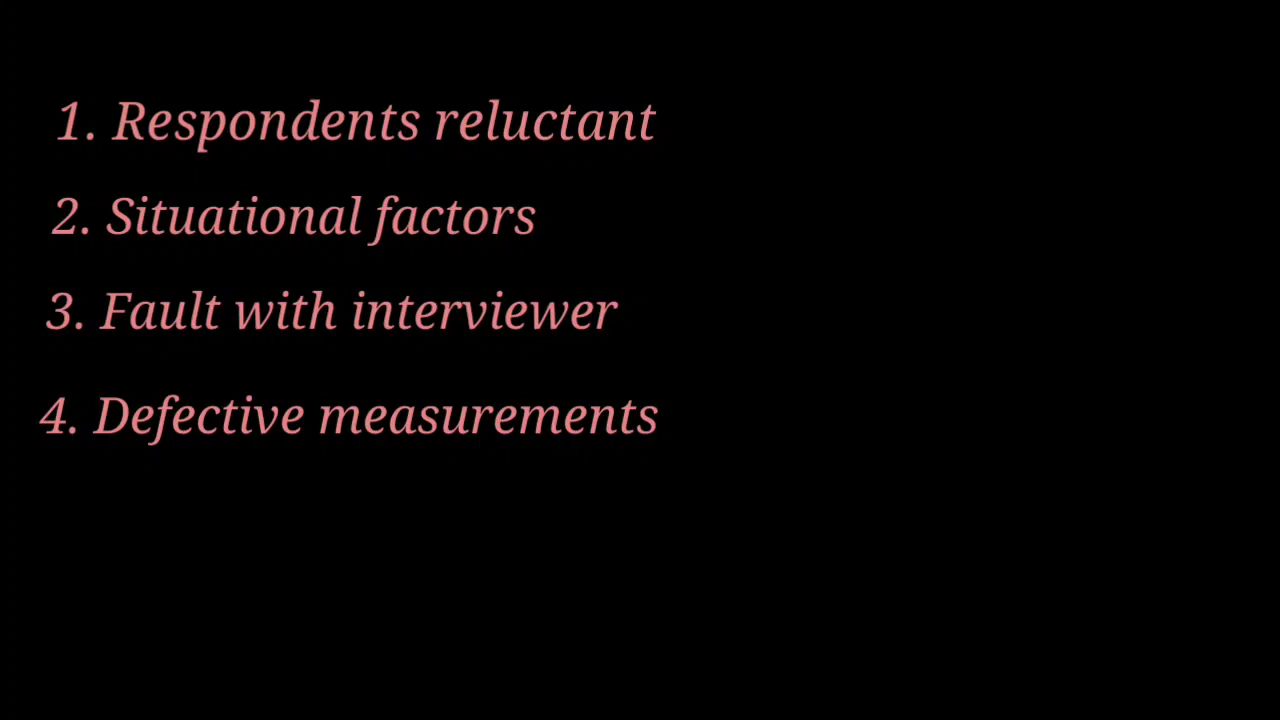 1. Respondents reluctant
2. Situational factors
3. Fault with interviewer
4. Defective measurements